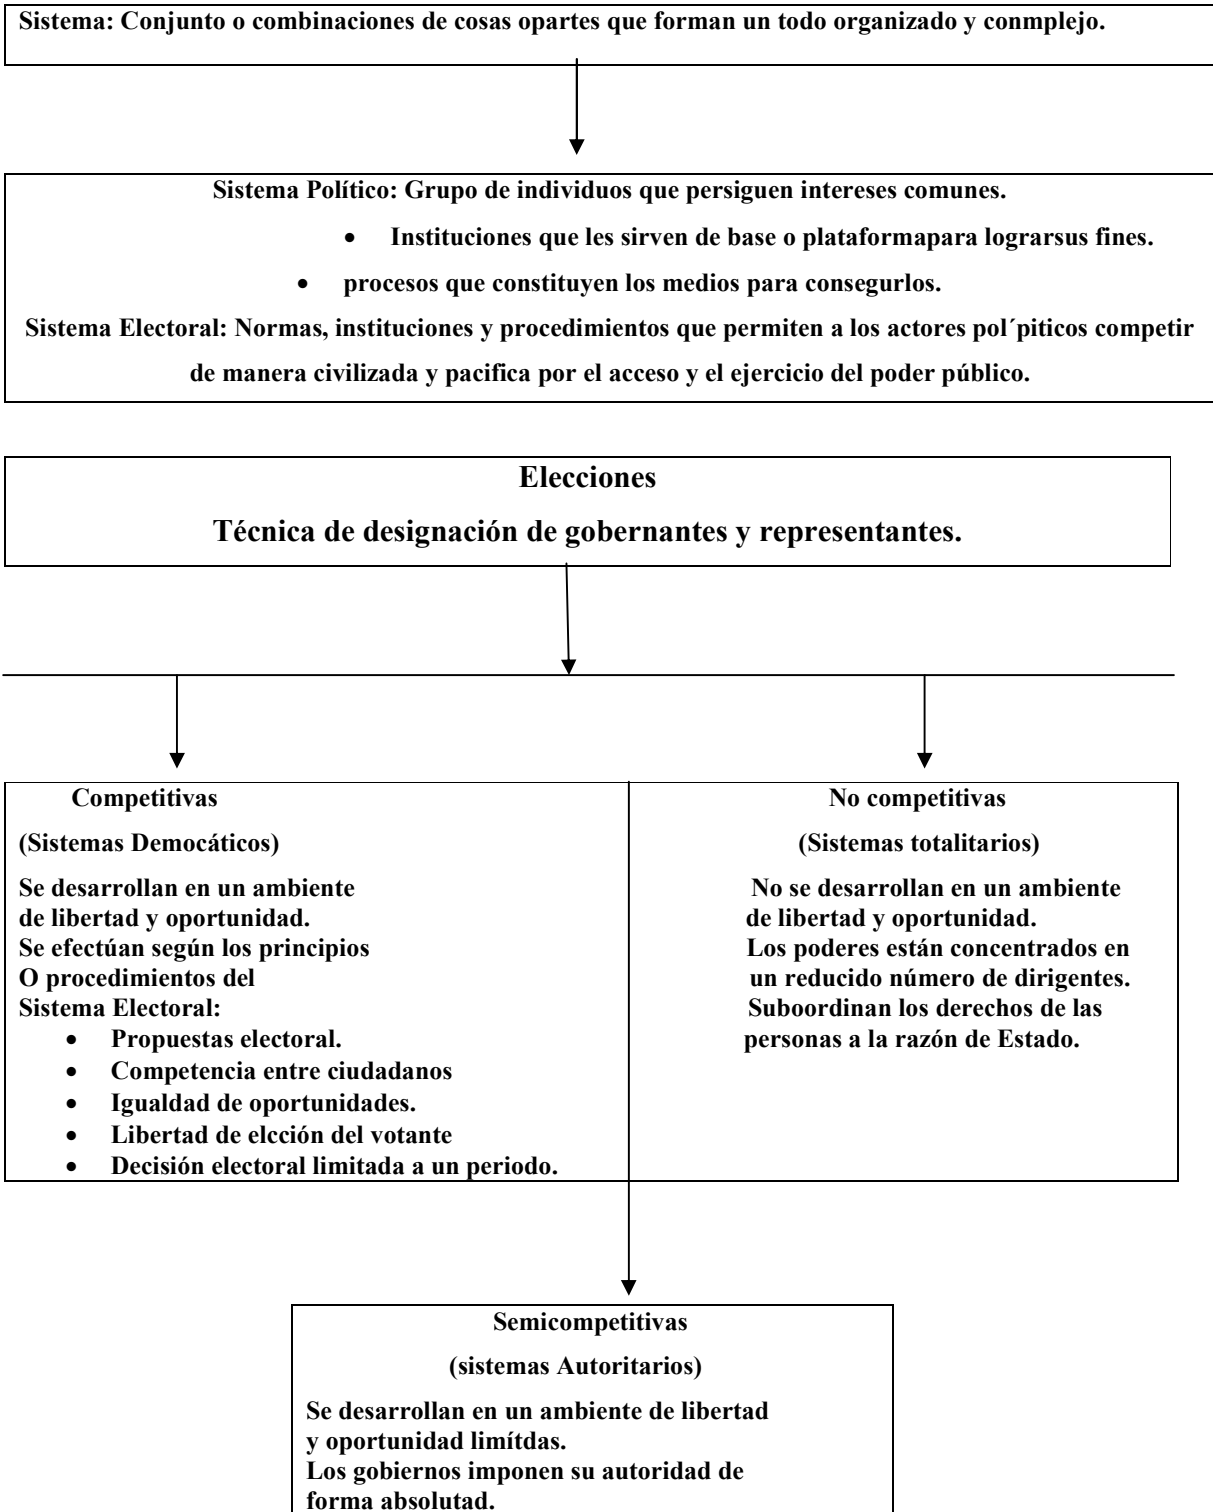 Sistema: Conjunto o combinaciones de cosas opartes que forman un todo organizado y conmplejo.
Sistema Político: Grupo de individuos que persiguen intereses comunes.
• Instituciones que les sirven de base o plataformapara lograrsus fines.
• procesos que constituyen los medios para consegurlos.
Sistema Electoral: Normas, instituciones y procedimientos que permiten a los actores pol´piticos competir
de manera civilizada y pacifica por el acceso y el ejercicio del poder público.
Elecciones
Técnica de designación de gobernantes y representantes.
Competitivas
(Sistemas Democáticos)
Se desarrollan en un ambiente
de libertad y oportunidad.
Se efectúan según los principios
O procedimientos del
Sistema Electoral:
• Propuestas electoral.
• Competencia entre ciudadanos
• Igualdad de oportunidades.
• Libertad de elcción del votante
• Decisión electoral limitada a un periodo.
No competitivas
(Sistemas totalitarios)
No se desarrollan en un ambiente
de libertad y oportunidad.
Los poderes están concentrados en
un reducido número de dirigentes.
Suboordinan los derechos de las
personas a la razón de Estado.
Semicompetitivas
(sistemas Autoritarios)
Se desarrollan en un ambiente de libertad
y oportunidad limítdas.
Los gobiernos imponen su autoridad de
forma absolutad.